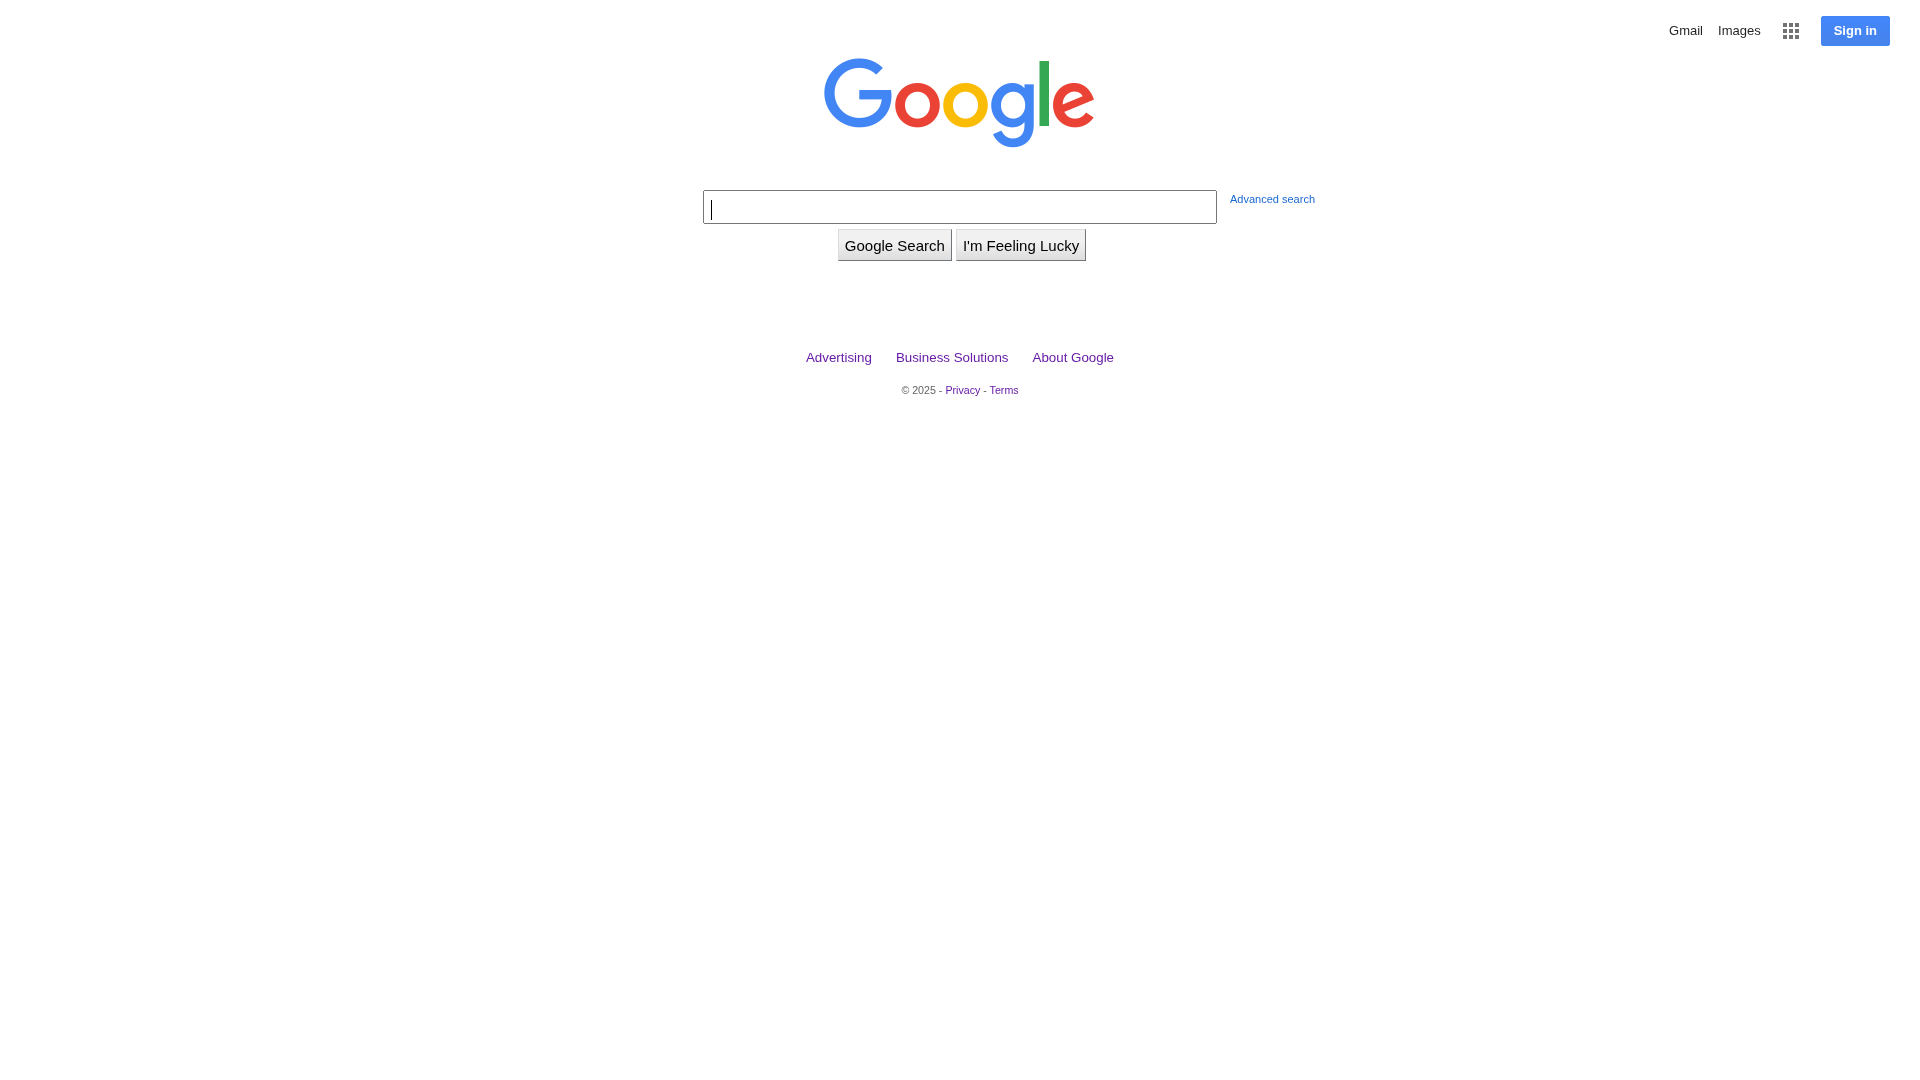 Gmail Images Sign in
Google
Advanced search
Google Search I'm Feeling Lucky
Advertising Business Solutions About Google
© 2025 - Privacy - Terms